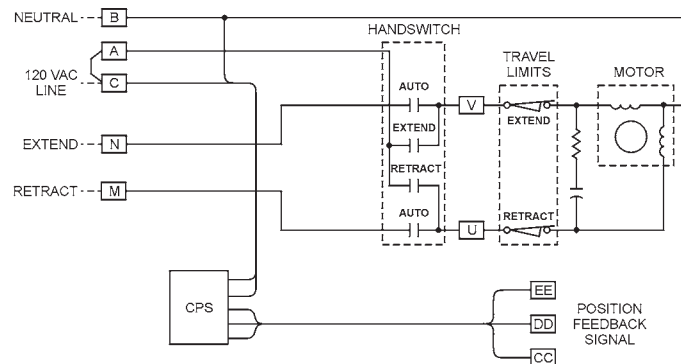 NEUTRAL
B
HANDSWITCH
A
120 VAC
LINE
C
TRAVEL
LIMITS
MOTOR
AUTO
V
EXTEND
EXTEND
N
EXTEND
RETRACT
RETRACT
M
AUTO
U
RETRACT
CPS
EE
DD
CC
POSITION
FEEDBACK
SIGNAL